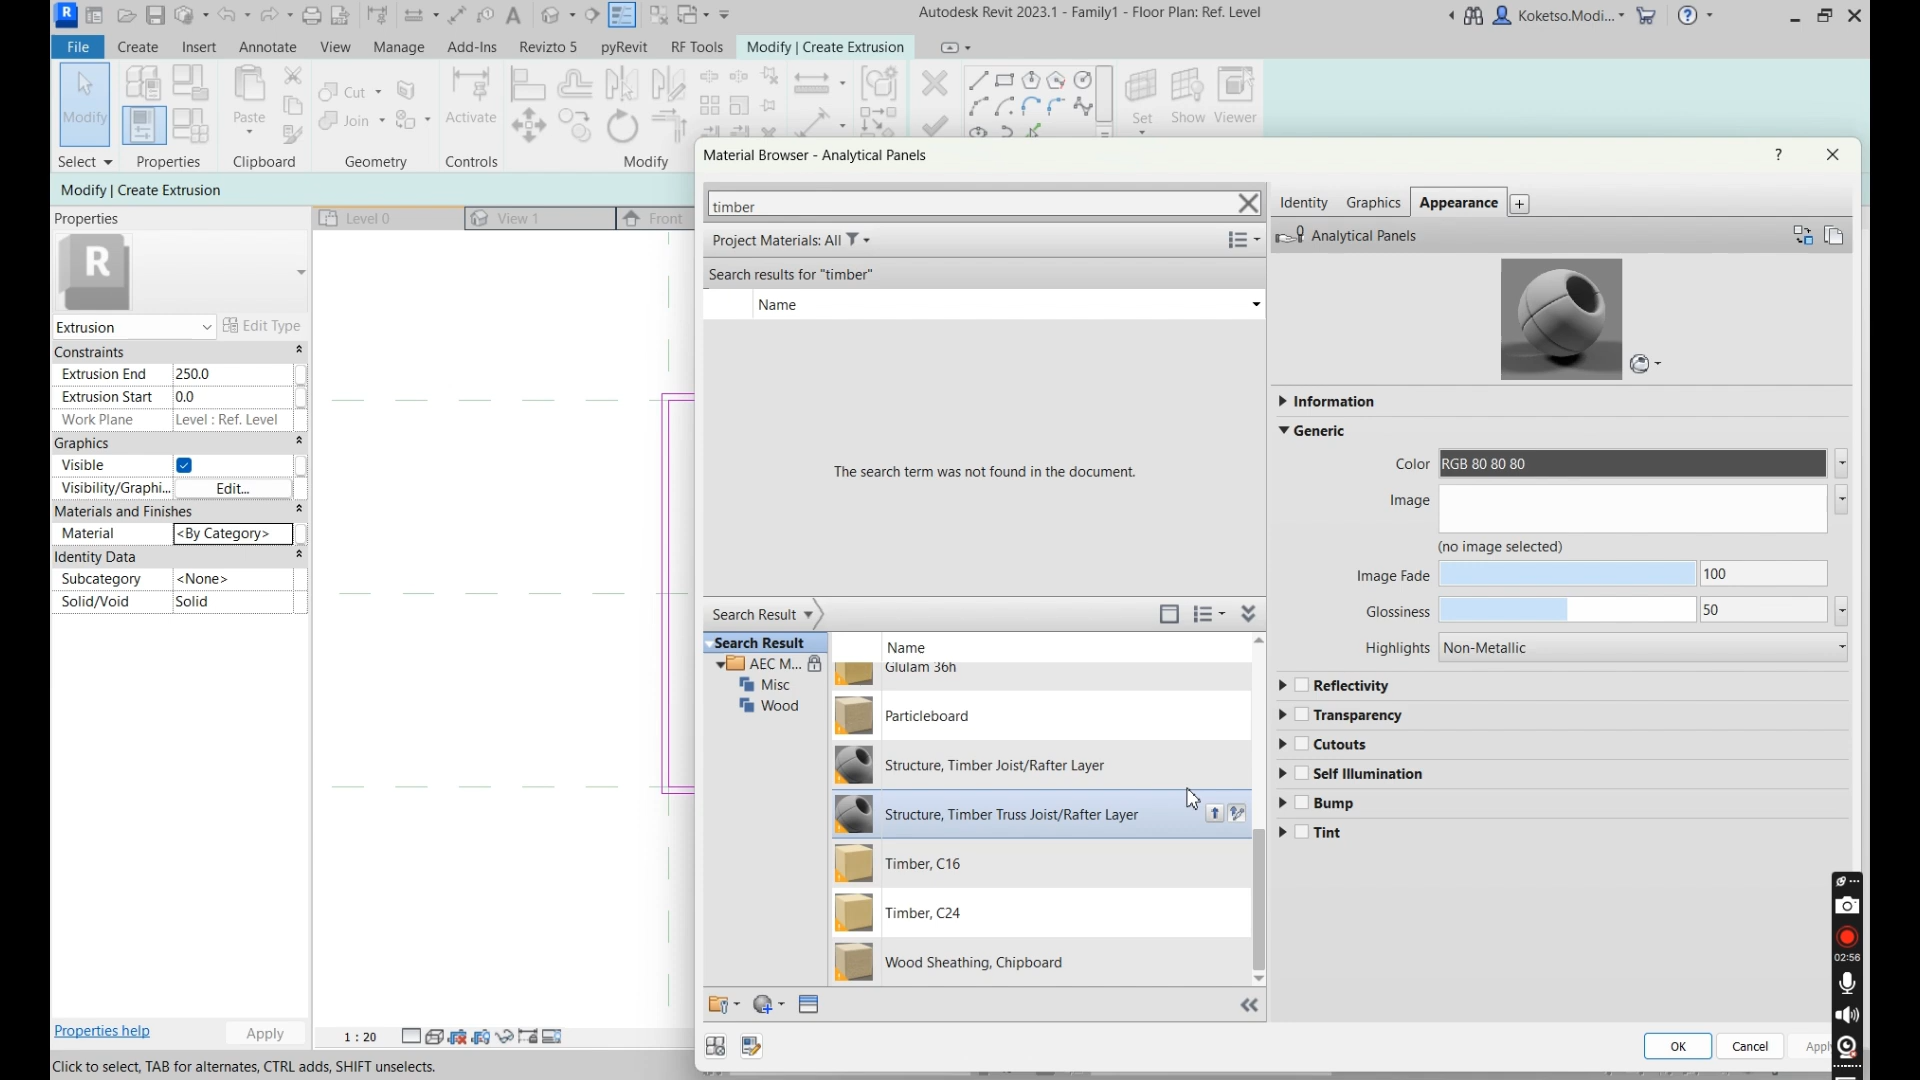 Autodesk Revit 2023.1 - Family1 - Floor Plan: Ref. Level
Koketso.Modi...
File Create Insert Annotate View Manage Add-Ins Revizto 5 pyRevit RF Tools Modify | Create Extrusion
Modify
Paste
Cut
Join
Activate
Set Show Viewer
Select Properties Clipboard Geometry Controls Modify
Modify | Create Extrusion
Properties
R
Extrusion
Edit Type
Constraints
Extrusion End 250.0
Extrusion Start 0.0
Work Plane Level : Ref. Level
Graphics
Visible
Visibility/Graphi... Edit...
Materials and Finishes
Material <By Category>
Identity Data
Subcategory <None>
Solid/Void Solid
Properties help
Apply
Level 0
View 1
Front
1 : 20
Click to select, TAB for alternates, CTRL adds, SHIFT unselects.
Material Browser - Analytical Panels
timber
Project Materials: All
Search results for "timber"
Name
The search term was not found in the document.
Search Result
Search Result
AEC M...
Misc
Wood
Name
Glulam 36h
Particleboard
Structure, Timber Joist/Rafter Layer
Structure, Timber Truss Joist/Rafter Layer
Timber, C16
Timber, C24
Wood Sheathing, Chipboard
Identity Graphics Appearance
Analytical Panels
Information
Generic
Color RGB 80 80 80
Image
(no image selected)
Image Fade 100
Glossiness 50
Highlights Non-Metallic
Reflectivity
Transparency
Cutouts
Self Illumination
Bump
Tint
OK Cancel Appl
02:56